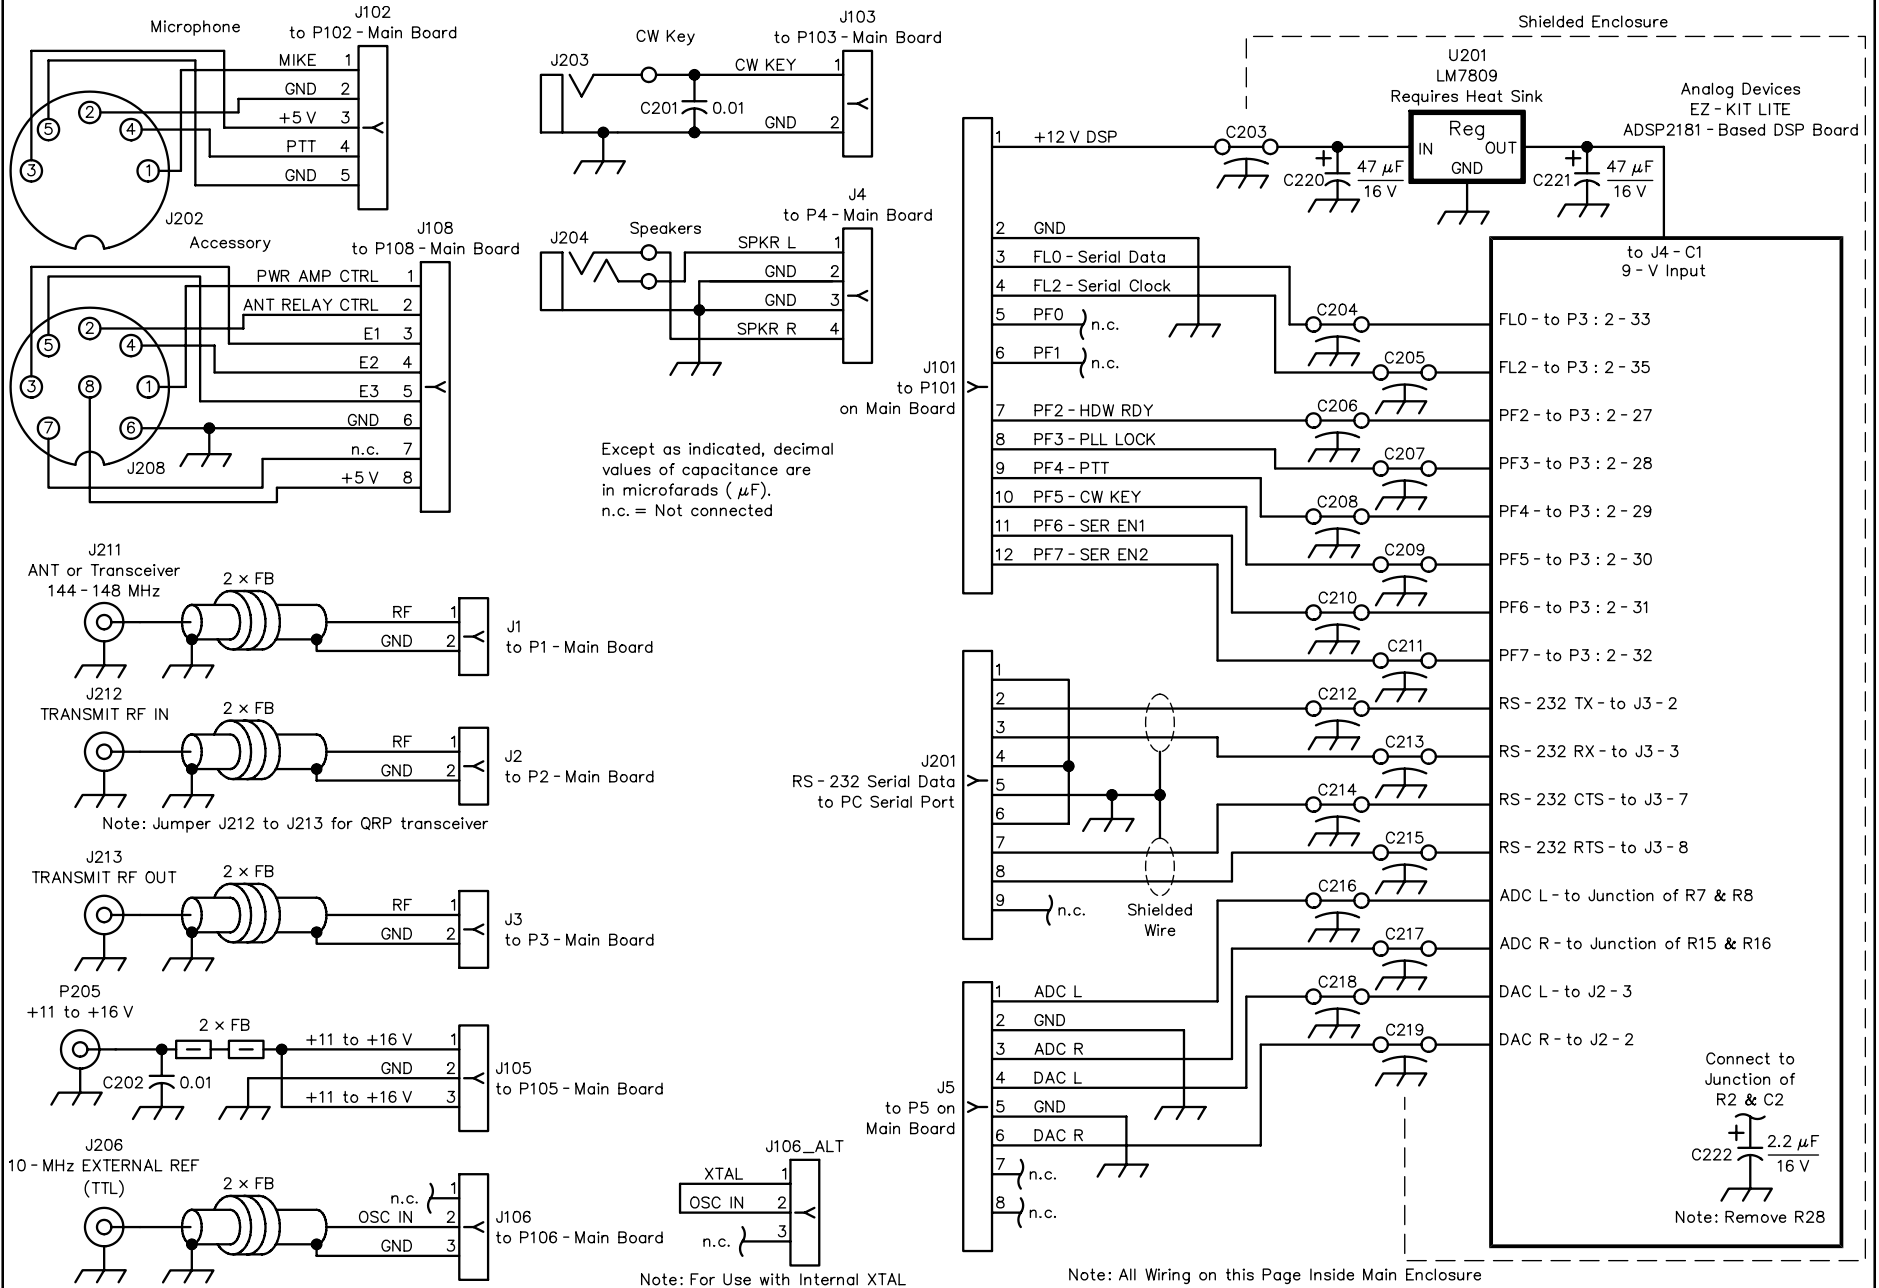 Microphone
J102
to P102 - Main Board
MIKE 1
GND 2
+5 V 3
PTT 4
GND 5
2
5
4
3
1
J202
Accessory
J108
to P108 - Main Board
PWR AMP CTRL 1
ANT RELAY CTRL 2
E1 3
E2 4
E3 5
GND 6
n.c. 7
+5 V 8
2
5
4
3
8
1
7
6
J208
CW Key
J203
C201
0.01
J103
to P103 - Main Board
CW KEY 1
GND 2
Speakers
J204
J4
to P4 - Main Board
SPKR L 1
GND 2
GND 3
SPKR R 4
Except as indicated, decimal
values of capacitance are
in microfarads ( µF).
n.c. = Not connected
J211
ANT or Transceiver
144 - 148 MHz
2 × FB
RF 1
GND 2
J1
to P1 - Main Board
J212
TRANSMIT RF IN
2 × FB
RF 1
GND 2
J2
to P2 - Main Board
Note: Jumper J212 to J213 for QRP transceiver
J213
TRANSMIT RF OUT
2 × FB
RF 1
GND 2
J3
to P3 - Main Board
P205
+11 to +16 V
2 × FB
C202
0.01
+11 to +16 V 1
GND 2
+11 to +16 V 3
J105
to P105 - Main Board
J206
10 - MHz EXTERNAL REF
(TTL)
2 × FB
n.c. 1
OSC IN 2
GND 3
J106
to P106 - Main Board
J106_ALT
XTAL 1
OSC IN 2
n.c. 3
Note: For Use with Internal XTAL
J101
to P101
on Main Board
1 +12 V DSP
2 GND
3 FL0 - Serial Data
4 FL2 - Serial Clock
5 PF0 n.c.
6 PF1 n.c.
7 PF2 - HDW RDY
8 PF3 - PLL LOCK
9 PF4 - PTT
10 PF5 - CW KEY
11 PF6 - SER EN1
12 PF7 - SER EN2
J201
RS - 232 Serial Data
to PC Serial Port
1
2
3
4
5
6
7
8
9 n.c.
Shielded
Wire
J5
to P5 on
Main Board
1 ADC L
2 GND
3 ADC R
4 DAC L
5 GND
6 DAC R
7 n.c.
8 n.c.
Shielded Enclosure
U201
LM7809
Requires Heat Sink
Reg
IN OUT
GND
Analog Devices
EZ - KIT LITE
ADSP2181 - Based DSP Board
C203
+
C220
47 µF
16 V
+
C221
47 µF
16 V
to J4 - C1
9 - V Input
C204
FL0 - to P3 : 2 - 33
C205
FL2 - to P3 : 2 - 35
C206
PF2 - to P3 : 2 - 27
C207
PF3 - to P3 : 2 - 28
C208
PF4 - to P3 : 2 - 29
C209
PF5 - to P3 : 2 - 30
C210
PF6 - to P3 : 2 - 31
C211
PF7 - to P3 : 2 - 32
C212
RS - 232 TX - to J3 - 2
C213
RS - 232 RX - to J3 - 3
C214
RS - 232 CTS - to J3 - 7
C215
RS - 232 RTS - to J3 - 8
C216
ADC L - to Junction of R7 & R8
C217
ADC R - to Junction of R15 & R16
C218
DAC L - to J2 - 3
C219
DAC R - to J2 - 2
Connect to
Junction of
R2 & C2
+
C222
2.2 µF
16 V
Note: Remove R28
Note: All Wiring on this Page Inside Main Enclosure